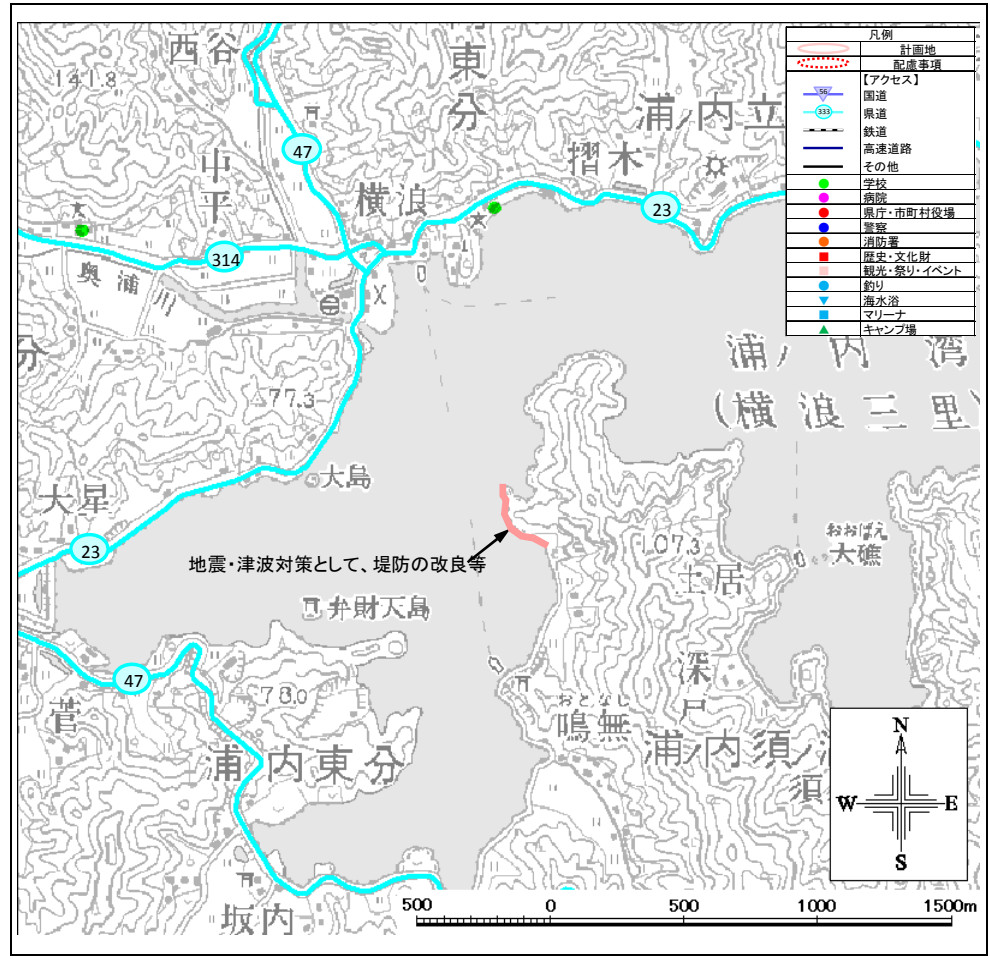 凡例
計画地
配慮事項
【アクセス】
56 国道
333 県道
鉄道
高速道路
その他
学校
病院
県庁・市町村役場
警察
消防署
歴史・文化財
観光・祭り・イベント
釣り
海水浴
マリーナ
キャンプ場
西谷
141.8
東分
浦ノ内立
中平
47
横浪
摺木
23
314
奥浦川
分
浦ノ内湾
(横浪三里)
77.3
大島
大星
23
地震・津波対策として、堤防の改良等
107.3
土居
おおばえ
大礁
弁財天島
47
菅
78.0
深戸
おとなし
鳴無
浦内東分
浦ノ内須ノ
須
坂内
N
W E
S
500 0 500 1000 1500m